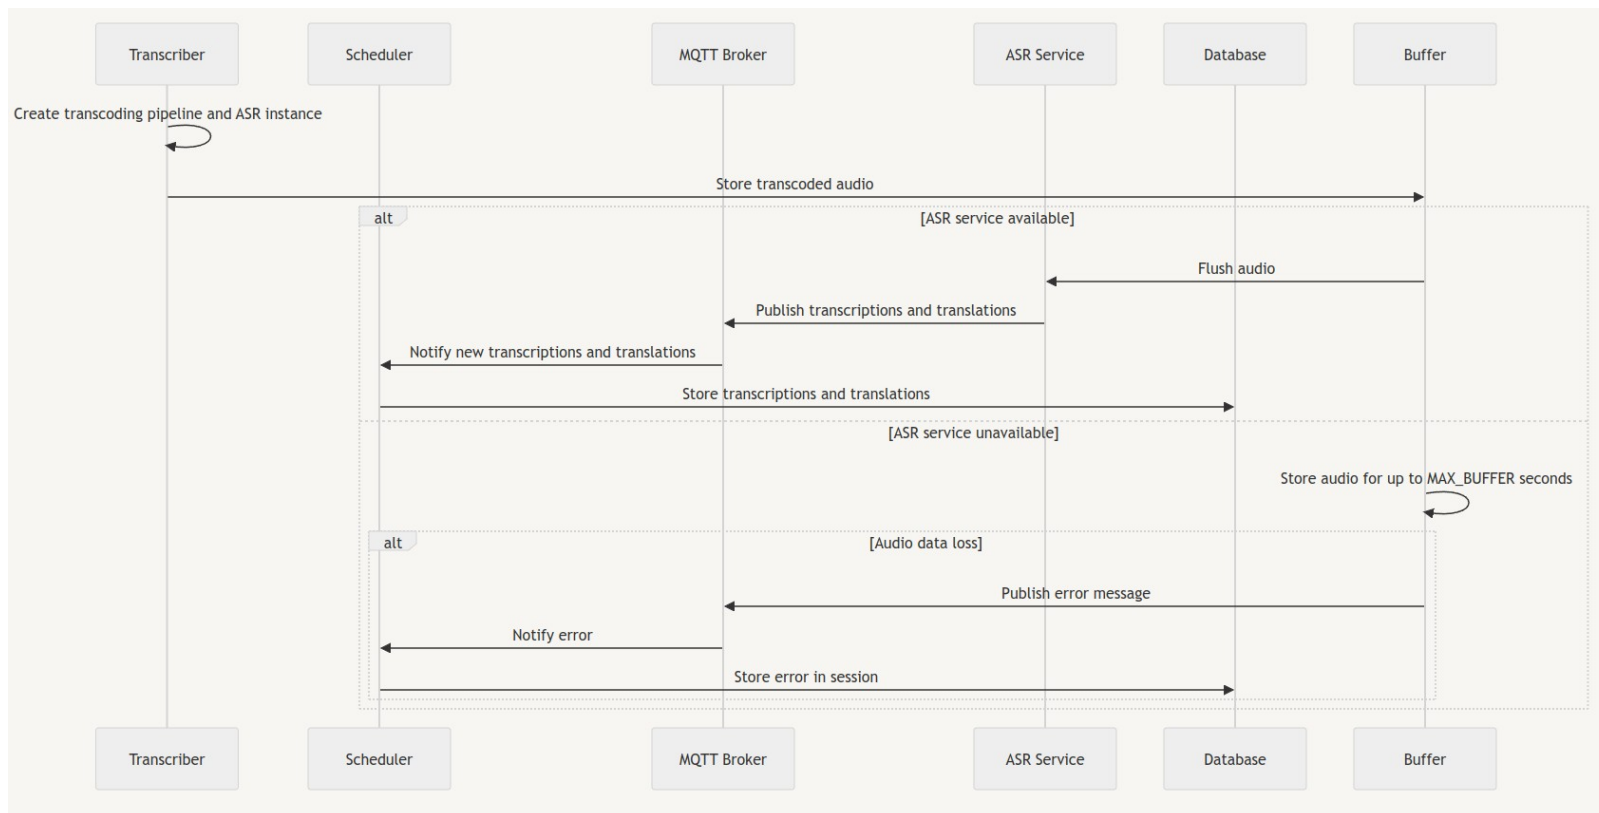 Transcriber
Scheduler
MQTT Broker
ASR Service
Database
Buffer
Create transcoding pipeline and ASR instance
Store transcoded audio
alt
[ASR service available]
Flush audio
Publish transcriptions and translations
Notify new transcriptions and translations
Store transcriptions and translations
[ASR service unavailable]
Store audio for up to MAX_BUFFER seconds
alt
[Audio data loss]
Publish error message
Notify error
Store error in session
Transcriber
Scheduler
MQTT Broker
ASR Service
Database
Buffer